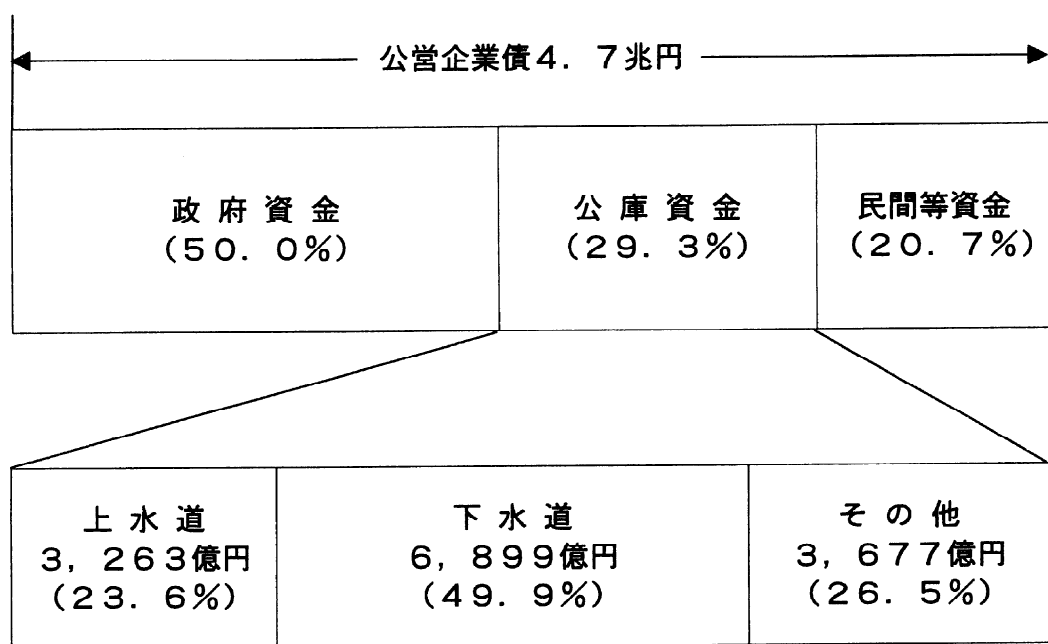 公営企業債4．7兆円
政府資金
（50．0％）
公庫資金
（29．3％）
民間等資金
（20．7％）
上水道
3，263億円
（23．6％）
下水道
6，899億円
（49．9％）
その他
3，677億円
（26．5％）